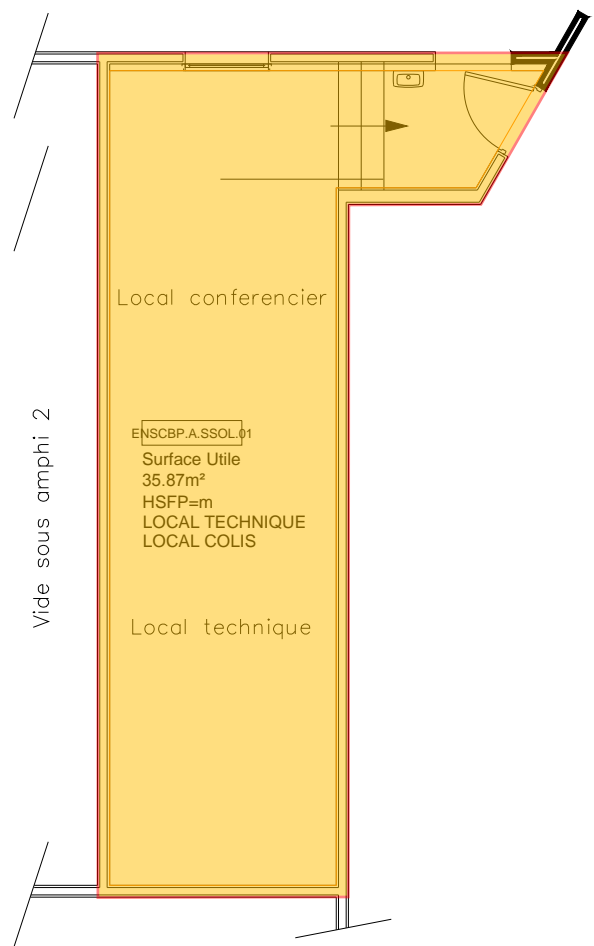 Local conferencier
ENSCBP.A.SSOL.01
Surface Utile
35.87m²
HSFP=m
LOCAL TECHNIQUE
LOCAL COLIS
Local technique
Vide sous amphi 2